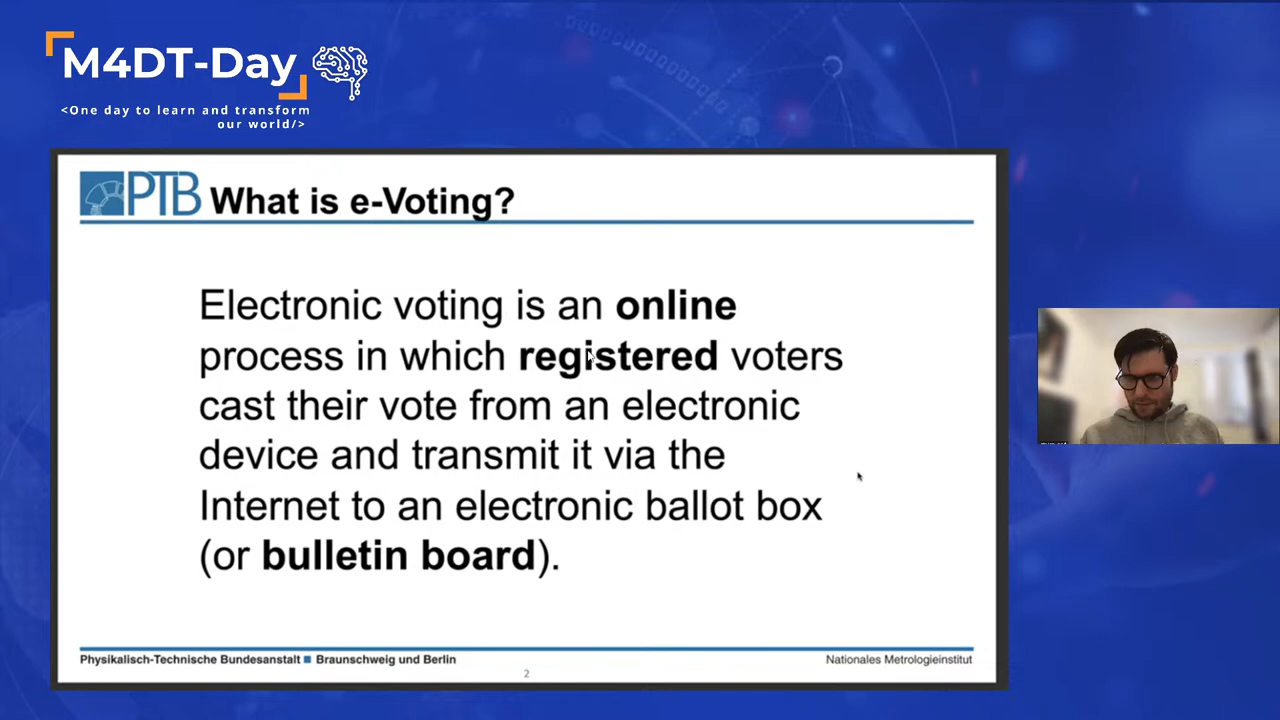 M4DT-Day
<One day to learn and transform
our world/>
PTB What is e-Voting?
Electronic voting is an online
process in which registered voters
cast their vote from an electronic
device and transmit it via the
Internet to an electronic ballot box
(or bulletin board).
Physikalisch-Technische Bundesanstalt ■ Braunschweig und Berlin
Nationales Metrologieinstitut
2